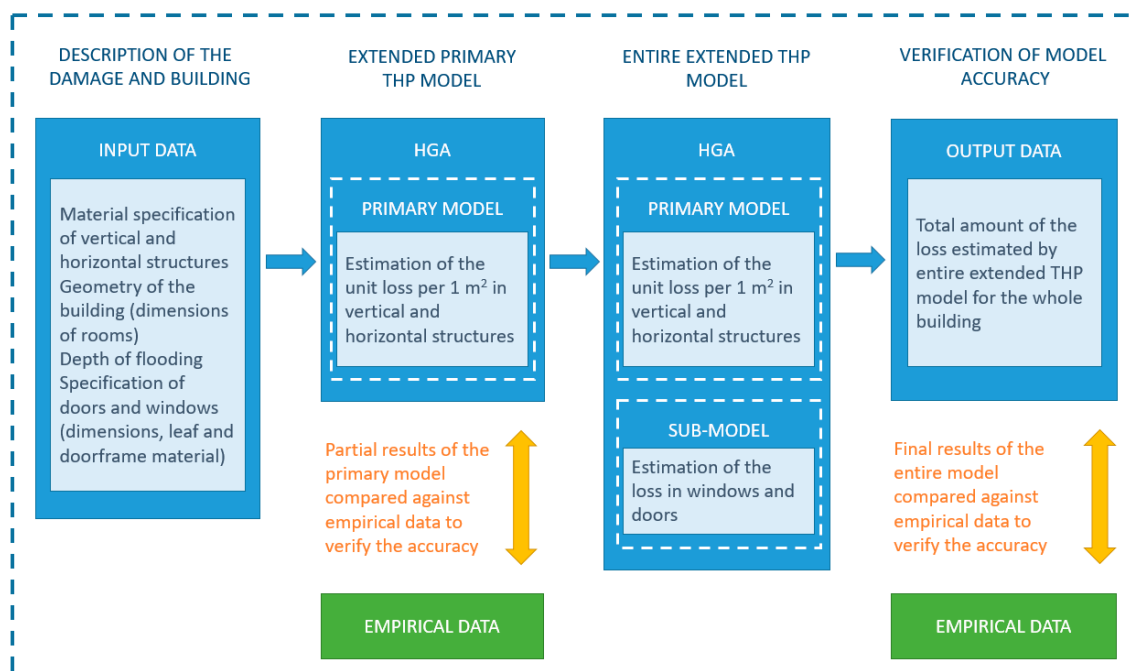 DESCRIPTION OF THE
DAMAGE AND BUILDING
INPUT DATA
Material specification
of vertical and
horizontal structures
Geometry of the
building (dimensions
of rooms)
Depth of flooding
Specification of
doors and windows
(dimensions, leaf and
doorframe material)
EXTENDED PRIMARY
THP MODEL
HGA
PRIMARY MODEL
Estimation of the
unit loss per 1 m² in
vertical and
horizontal structures
Partial results of the
primary model
compared against
empirical data to
verify the accuracy
EMPIRICAL DATA
ENTIRE EXTENDED THP
MODEL
HGA
PRIMARY MODEL
Estimation of the
unit loss per 1 m² in
vertical and
horizontal structures
SUB-MODEL
Estimation of the
loss in windows and
doors
VERIFICATION OF MODEL
ACCURACY
OUTPUT DATA
Total amount of the
loss estimated by
entire extended THP
model for the whole
building
Final results of the
entire model
compared against
empirical data to
verify the accuracy
EMPIRICAL DATA